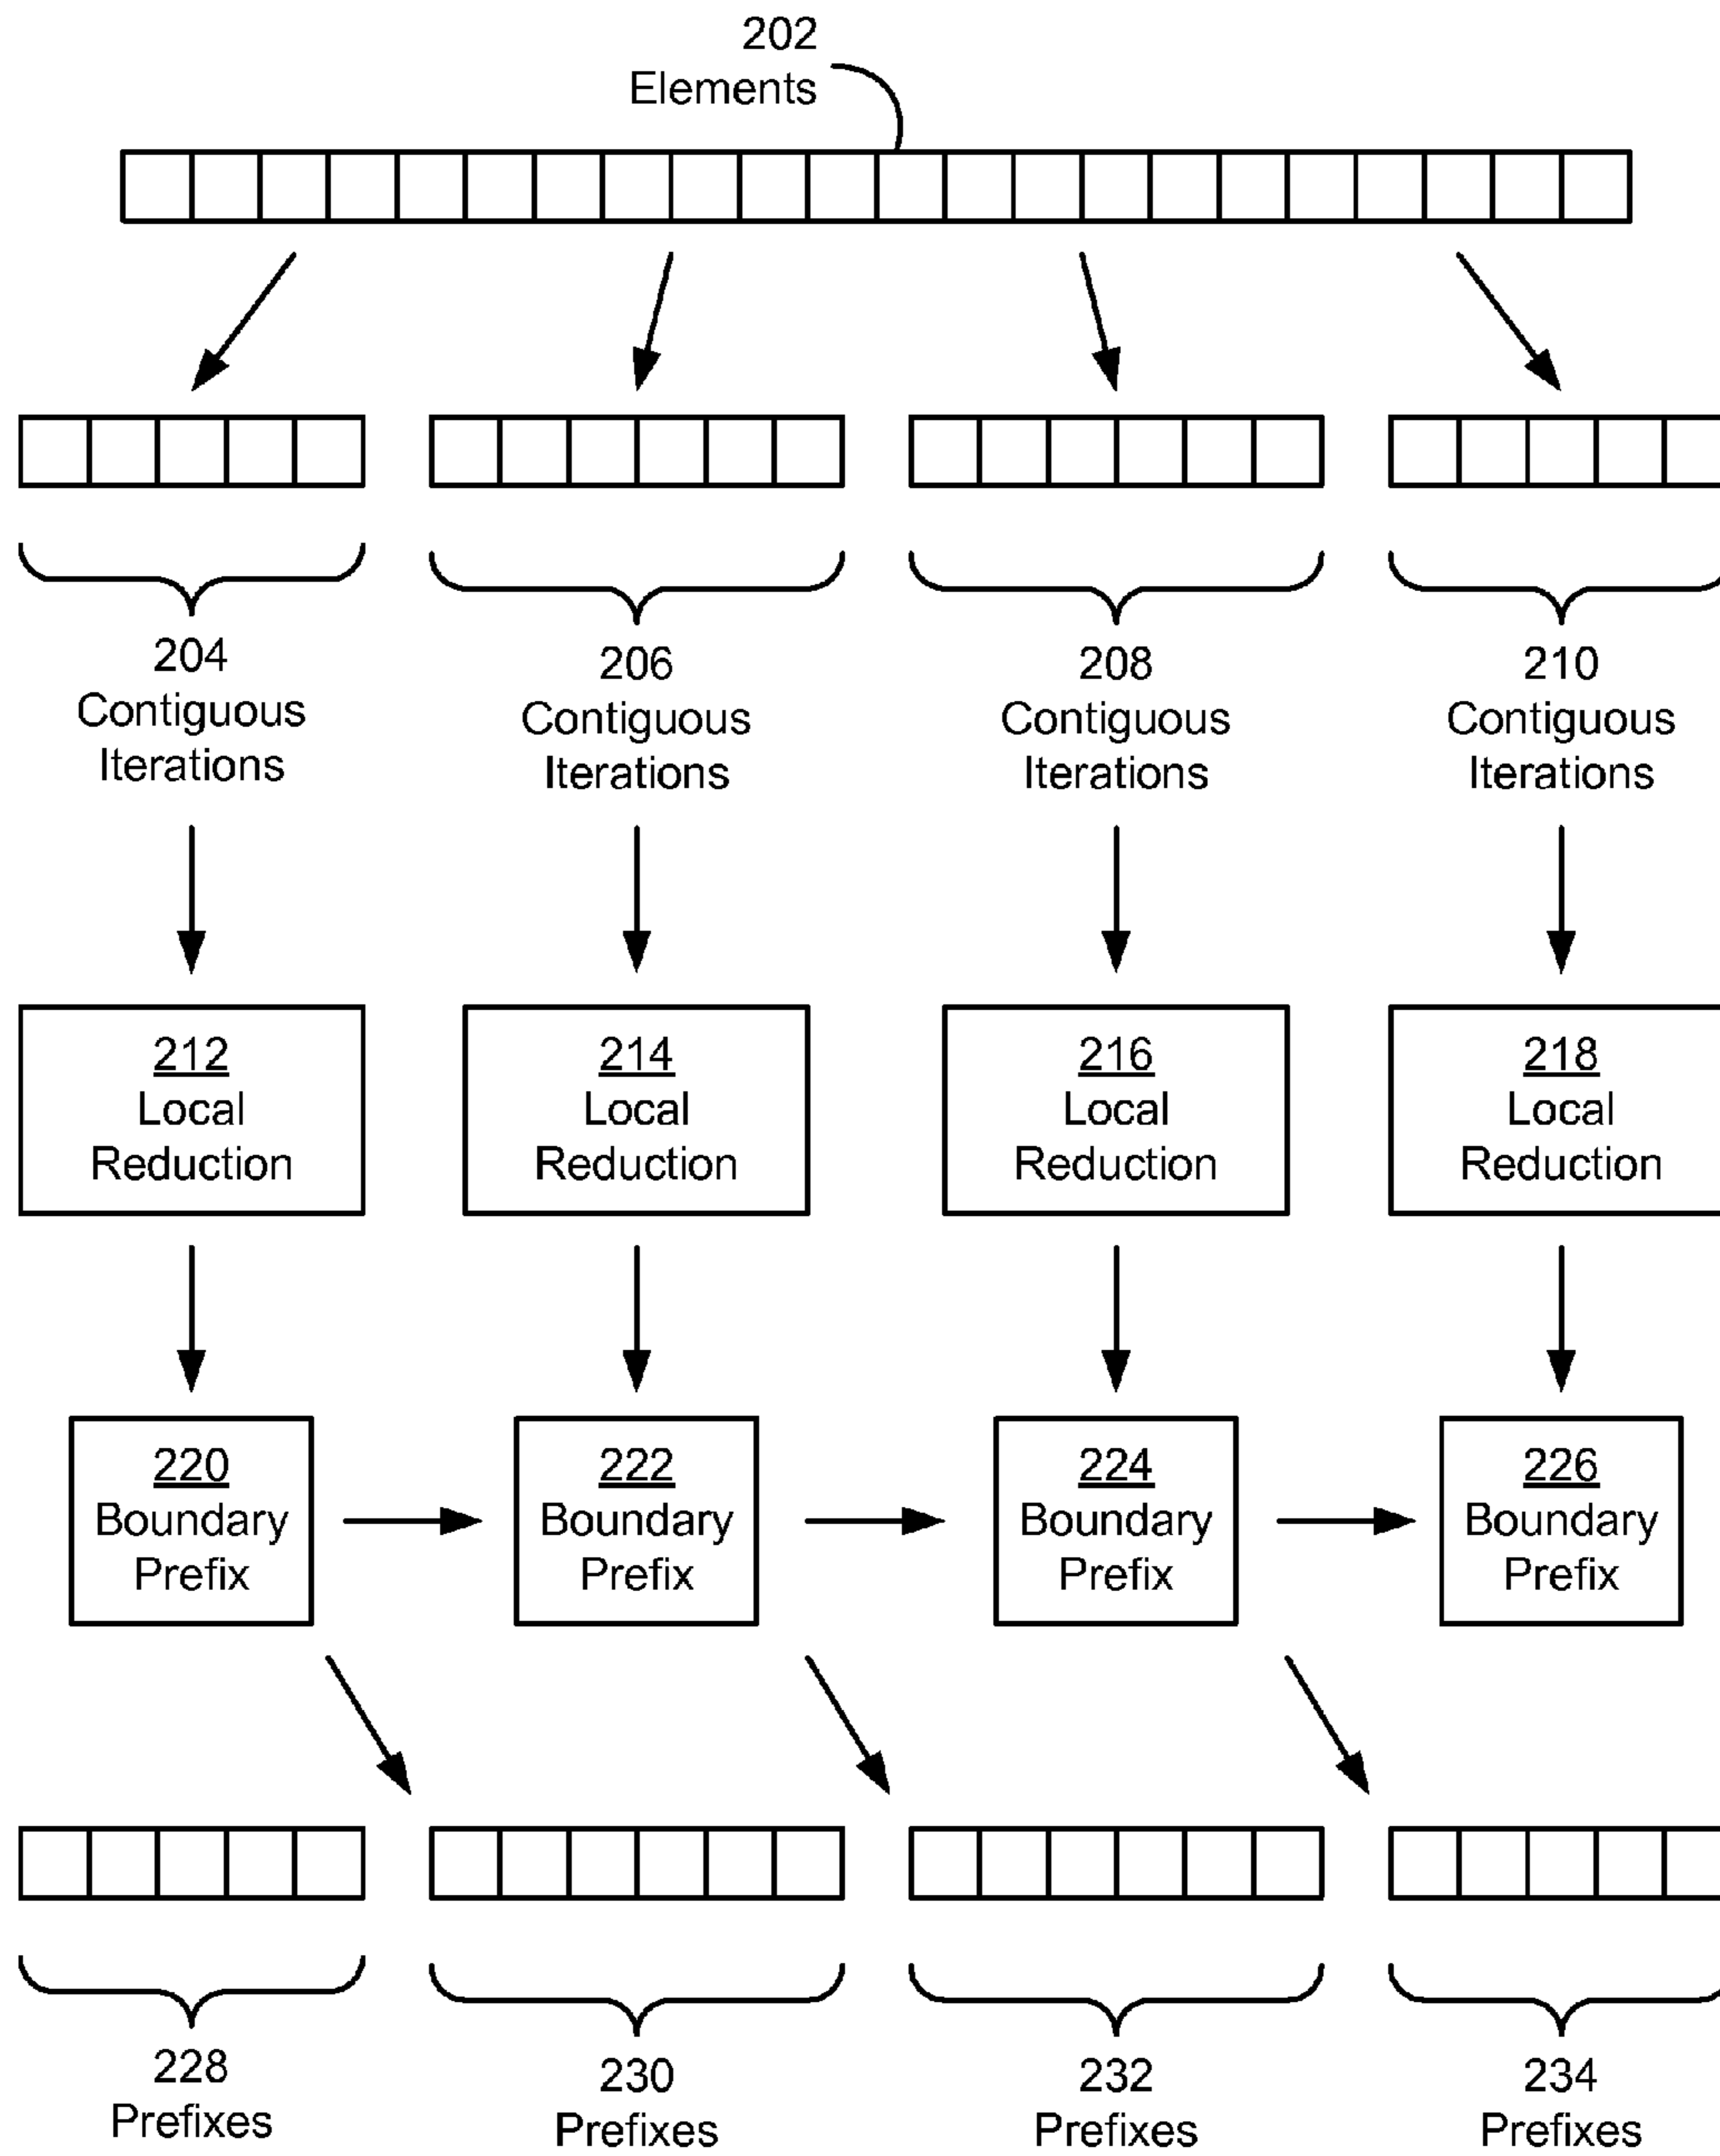 202
Elements
204
Contiguous
Iterations
206
Contiguous
Iterations
208
Contiguous
Iterations
210
Contiguous
Iterations
212
Local
Reduction
214
Local
Reduction
216
Local
Reduction
218
Local
Reduction
220
Boundary
Prefix
222
Boundary
Prefix
224
Boundary
Prefix
226
Boundary
Prefix
228
Prefixes
230
Prefixes
232
Prefixes
234
Prefixes